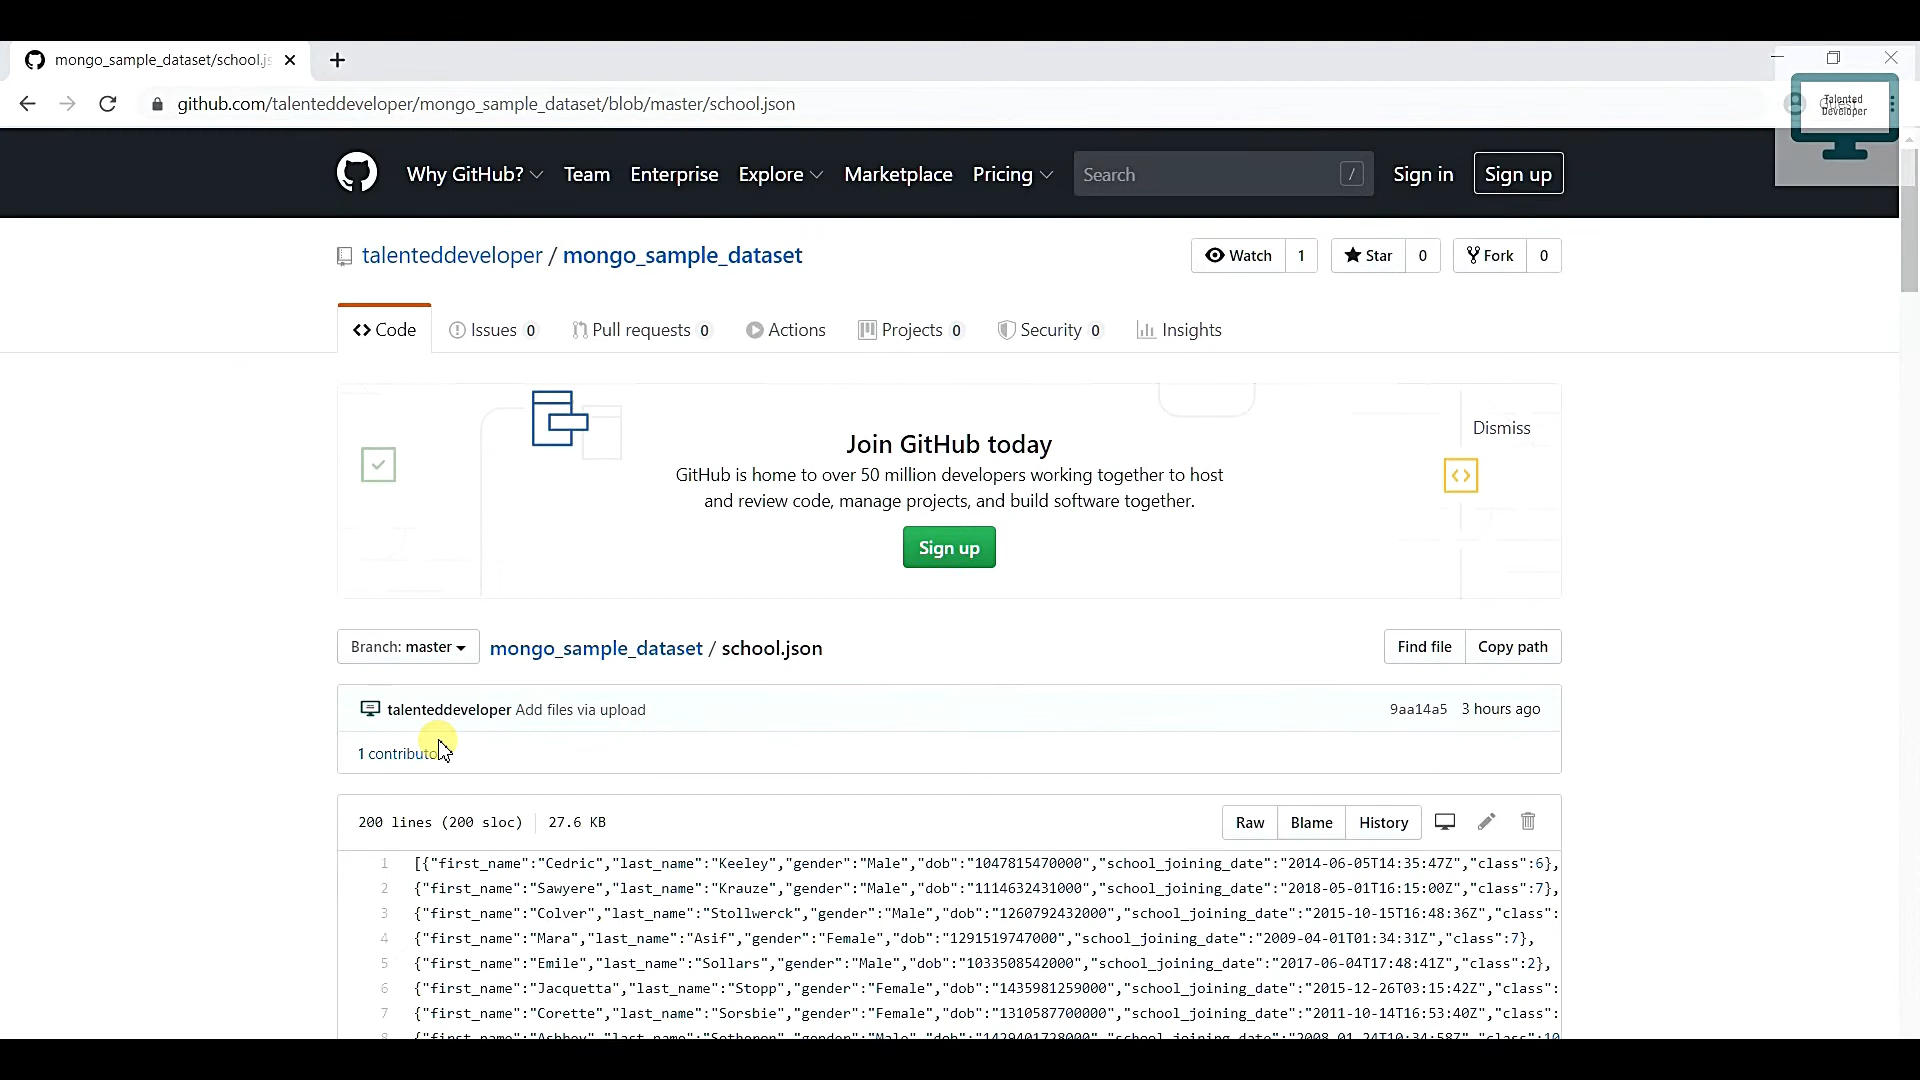 mongo_sample_dataset/school.js
github.com/talenteddeveloper/mongo_sample_dataset/blob/master/school.json
Talented
Developer
Why GitHub? Team Enterprise Explore Marketplace Pricing Search / Sign in Sign up
talenteddeveloper / mongo_sample_dataset
Watch 1 Star 0 Fork 0
Code Issues 0 Pull requests 0 Actions Projects 0 Security 0 Insights
Dismiss
Join GitHub today
GitHub is home to over 50 million developers working together to host
and review code, manage projects, and build software together.
Sign up
Branch: master mongo_sample_dataset / school.json Find file Copy path
talenteddeveloper Add files via upload 9aa14a5 3 hours ago
1 contributo
200 lines (200 sloc) 27.6 KB Raw Blame History
1 [{"first_name":"Cedric","last_name":"Keeley","gender":"Male","dob":"1047815470000","school_joining_date":"2014-06-05T14:35:47Z","class":6},
2 {"first_name":"Sawyere","last_name":"Krauze","gender":"Male","dob":"1114632431000","school_joining_date":"2018-05-01T16:15:00Z","class":7},
3 {"first_name":"Colver","last_name":"Stollwerck","gender":"Male","dob":"1260792432000","school_joining_date":"2015-10-15T16:48:36Z","class":
4 {"first_name":"Mara","last_name":"Asif","gender":"Female","dob":"1291519747000","school_joining_date":"2009-04-01T01:34:31Z","class":7},
5 {"first_name":"Emile","last_name":"Sollars","gender":"Male","dob":"1033508542000","school_joining_date":"2017-06-04T17:48:41Z","class":2},
6 {"first_name":"Jacquetta","last_name":"Stopp","gender":"Female","dob":"1435981259000","school_joining_date":"2015-12-26T03:15:42Z","class":
7 {"first_name":"Corette","last_name":"Sorsbie","gender":"Female","dob":"1310587700000","school_joining_date":"2011-10-14T16:53:40Z","class":